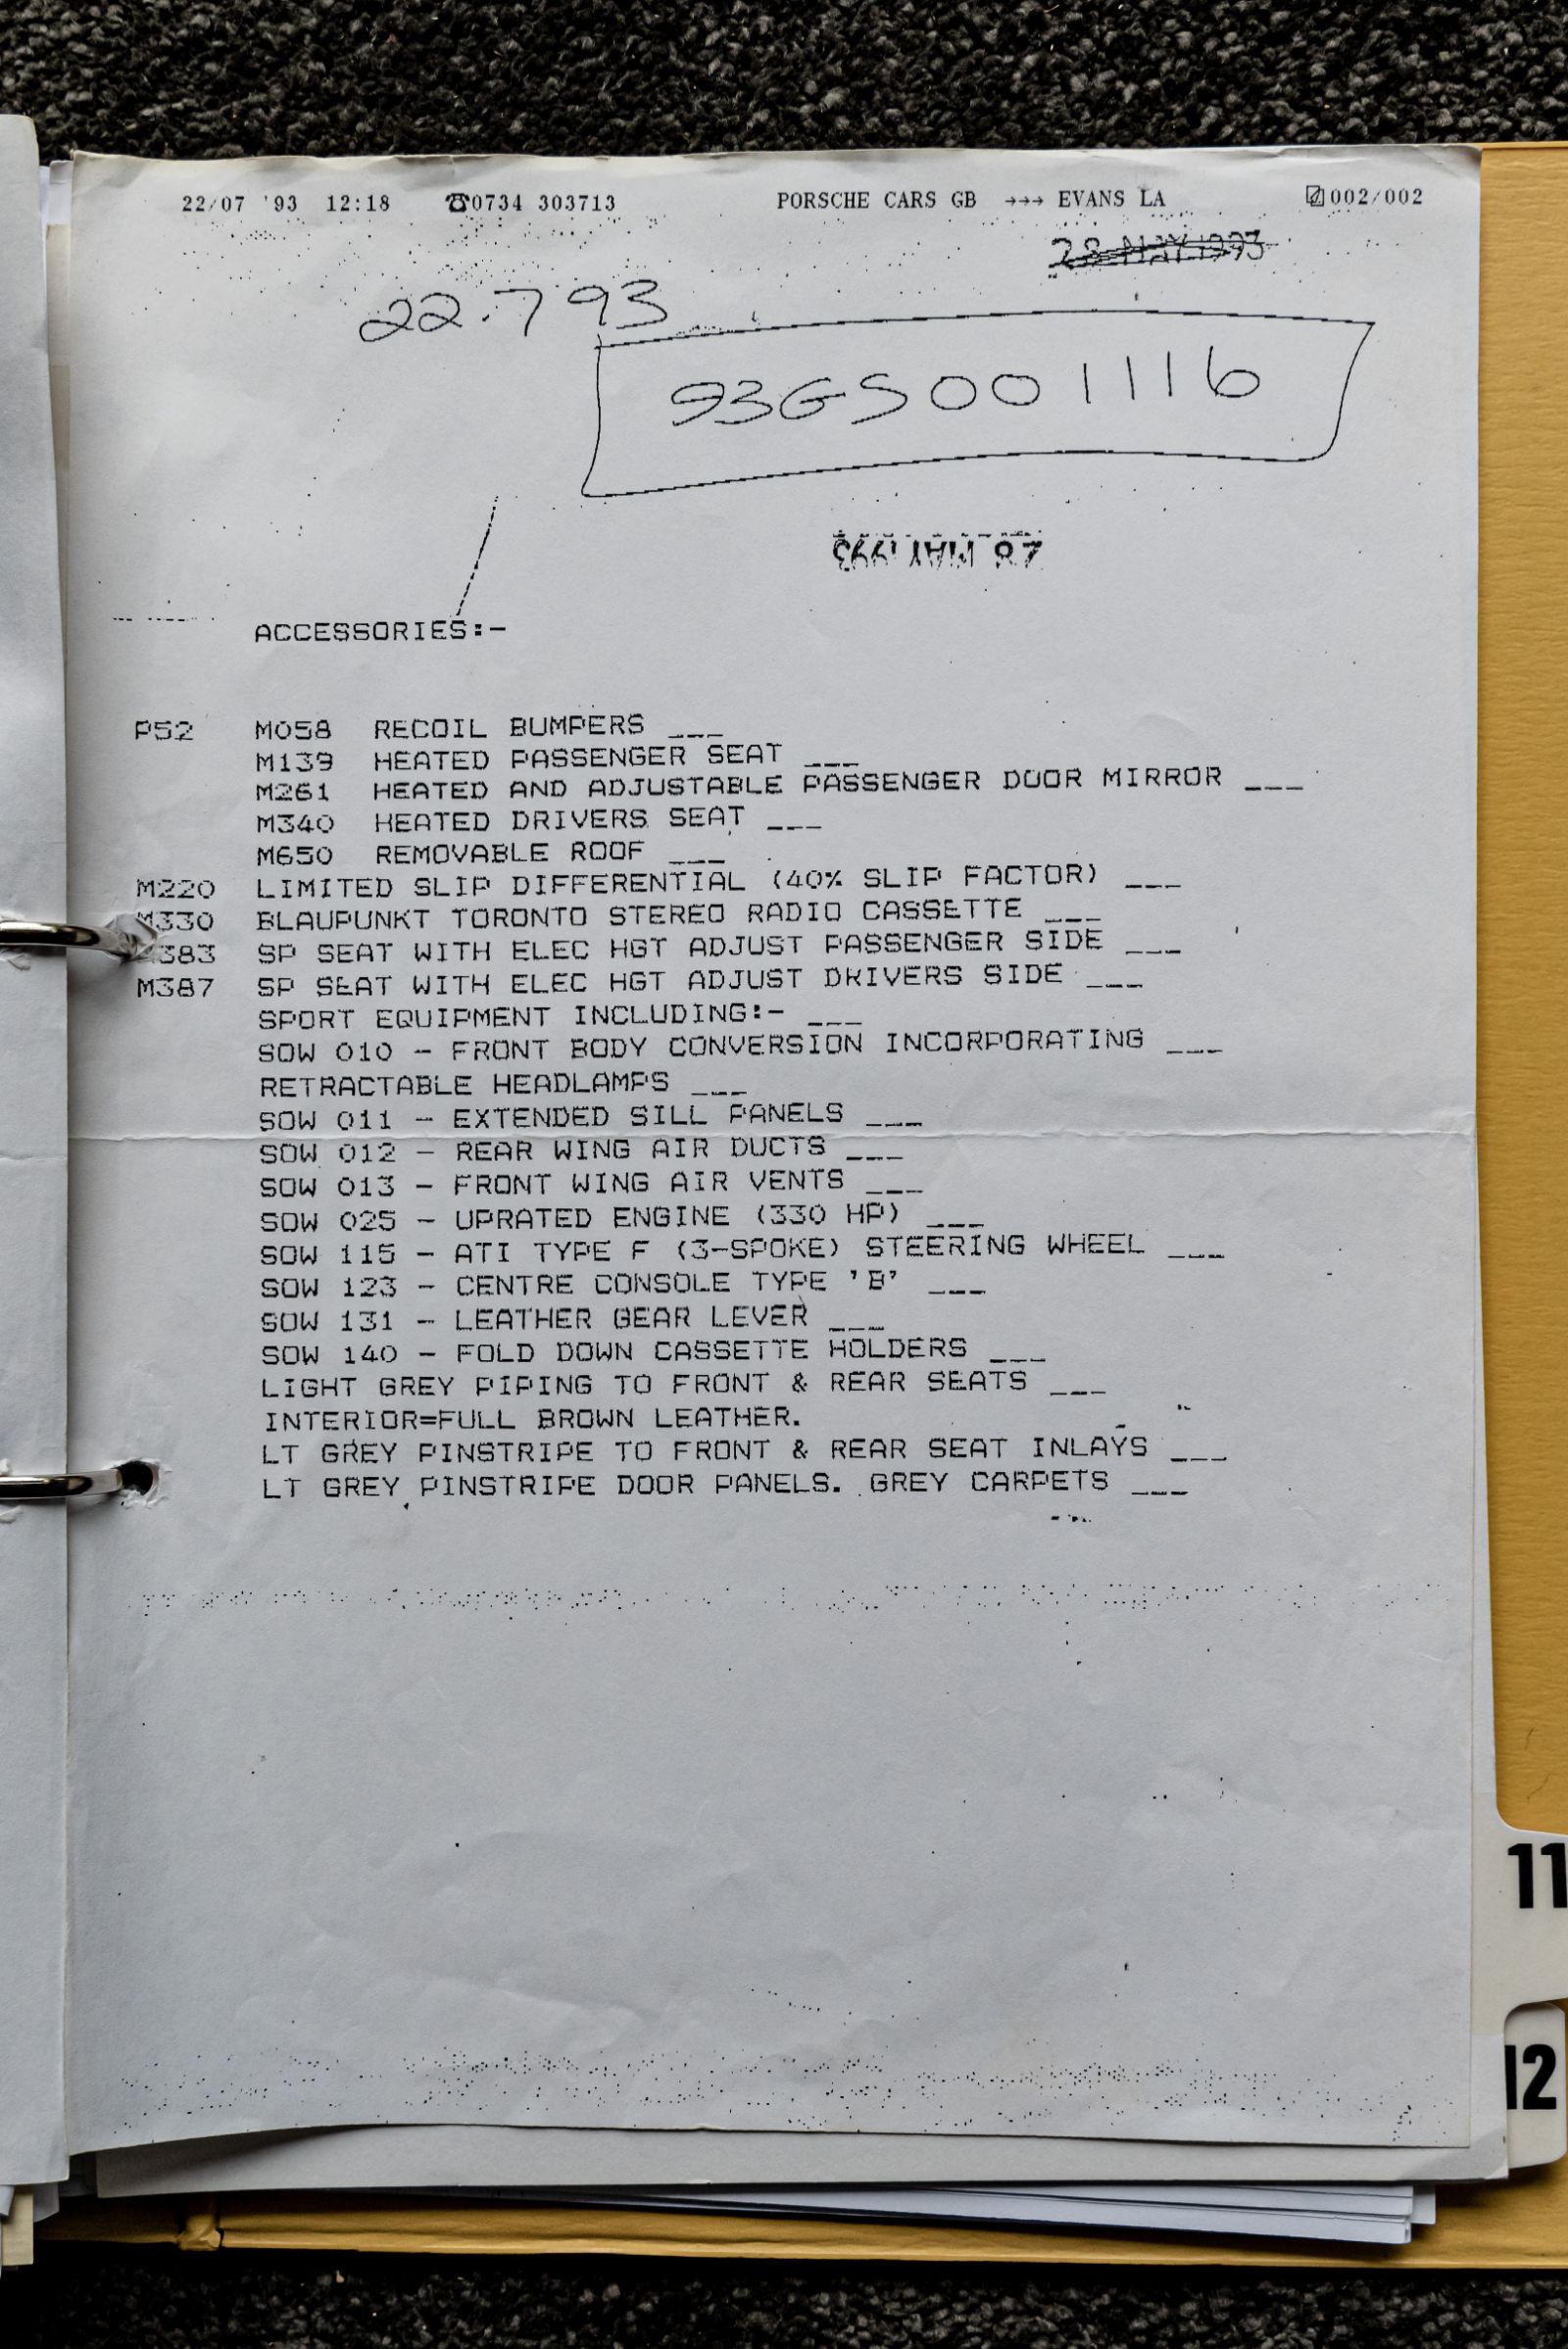 22/07 '93 12:18 ☎0734 303713 PORSCHE CARS GB →→→ EVANS LA 002/002
28 MAY 1993
22.7 93
93GS001116
28 MAY 1993
ACCESSORIES:-
P52 M058 RECOIL BUMPERS ___
M139 HEATED PASSENGER SEAT ___
M261 HEATED AND ADJUSTABLE PASSENGER DOOR MIRROR ___
M340 HEATED DRIVERS SEAT ___
M650 REMOVABLE ROOF ___
M220 LIMITED SLIP DIFFERENTIAL (40% SLIP FACTOR) ___
M330 BLAUPUNKT TORONTO STEREO RADIO CASSETTE ___
383 SP SEAT WITH ELEC HGT ADJUST PASSENGER SIDE ___
M387 SP SEAT WITH ELEC HGT ADJUST DRIVERS SIDE ___
SPORT EQUIPMENT INCLUDING:- ___
SOW 010 - FRONT BODY CONVERSION INCORPORATING ___
RETRACTABLE HEADLAMPS ___
SOW 011 - EXTENDED SILL PANELS ___
SOW 012 - REAR WING AIR DUCTS ___
SOW 013 - FRONT WING AIR VENTS ___
SOW 025 - UPRATED ENGINE (330 HP) ___
SOW 115 - ATI TYPE F (3-SPOKE) STEERING WHEEL ___
SOW 123 - CENTRE CONSOLE TYPE 'B' ___
SOW 131 - LEATHER GEAR LEVER ___
SOW 140 - FOLD DOWN CASSETTE HOLDERS ___
LIGHT GREY PIPING TO FRONT & REAR SEATS ___
INTERIOR=FULL BROWN LEATHER.
LT GREY PINSTRIPE TO FRONT & REAR SEAT INLAYS ___
LT GREY PINSTRIPE DOOR PANELS. GREY CARPETS ___
11
12